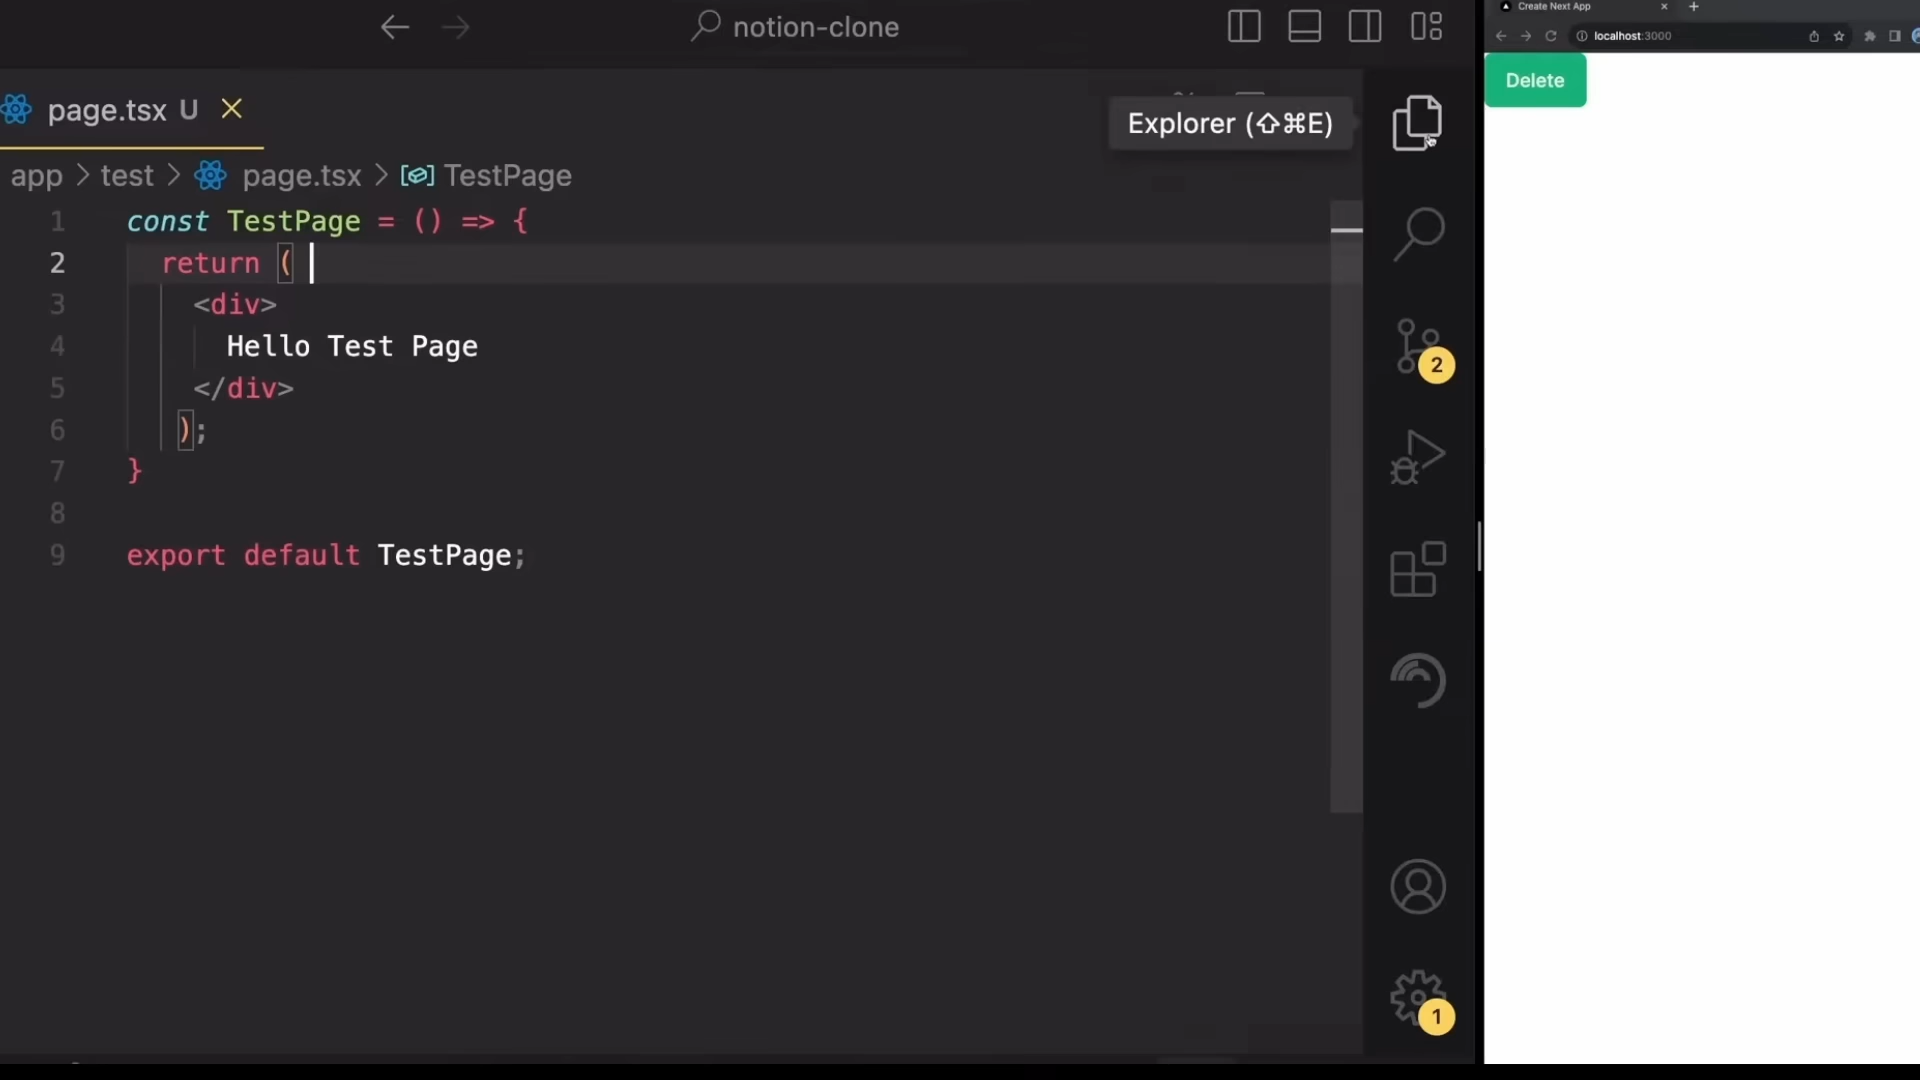 notion-clone
page.tsx U
Explorer (⇧⌘E)
app > test > page.tsx > TestPage
1 const TestPage = () => {
2 return (
3 <div>
4 Hello Test Page
5 </div>
6 );
7 }
8
9 export default TestPage;
2
1
Create Next App
localhost:3000
Delete